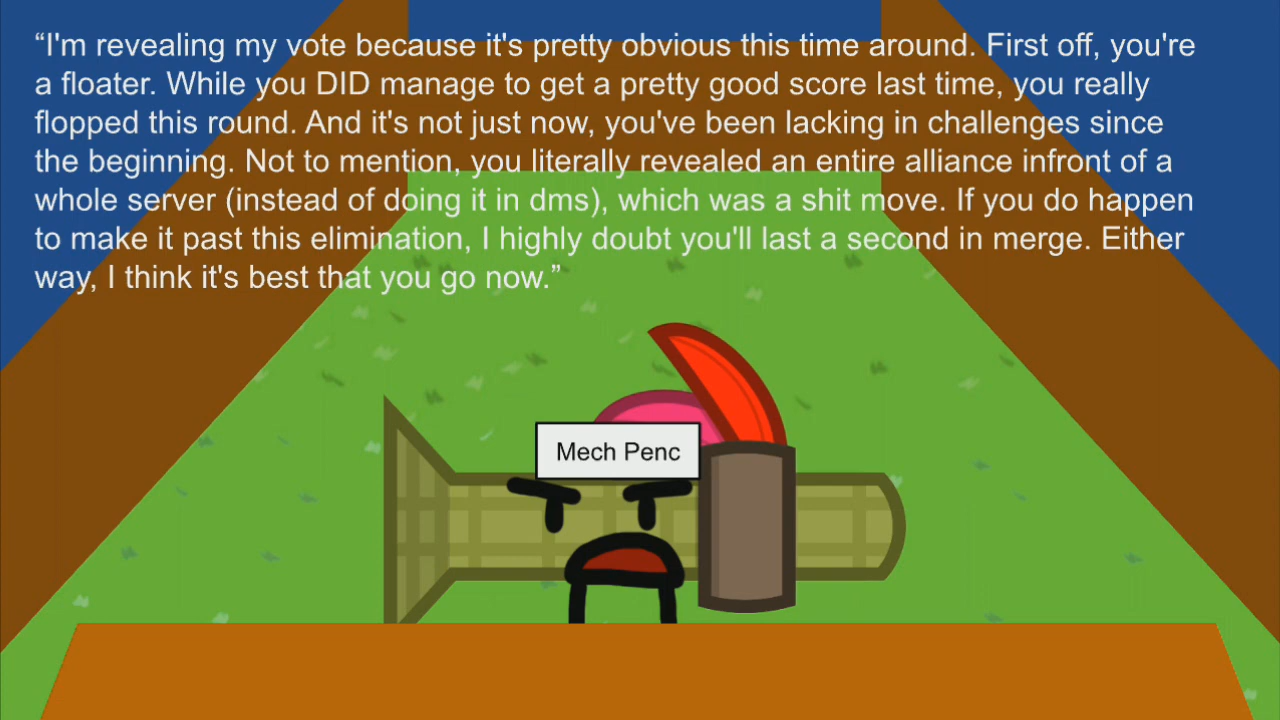 “I'm revealing my vote because it's pretty obvious this time around. First off, you're
a floater. While you DID manage to get a pretty good score last time, you really
flopped this round. And it's not just now, you've been lacking in challenges since
the beginning. Not to mention, you literally revealed an entire alliance infront of a
whole server (instead of doing it in dms), which was a shit move. If you do happen
to make it past this elimination, I highly doubt you'll last a second in merge. Either
way, I think it's best that you go now.”
Mech Penc